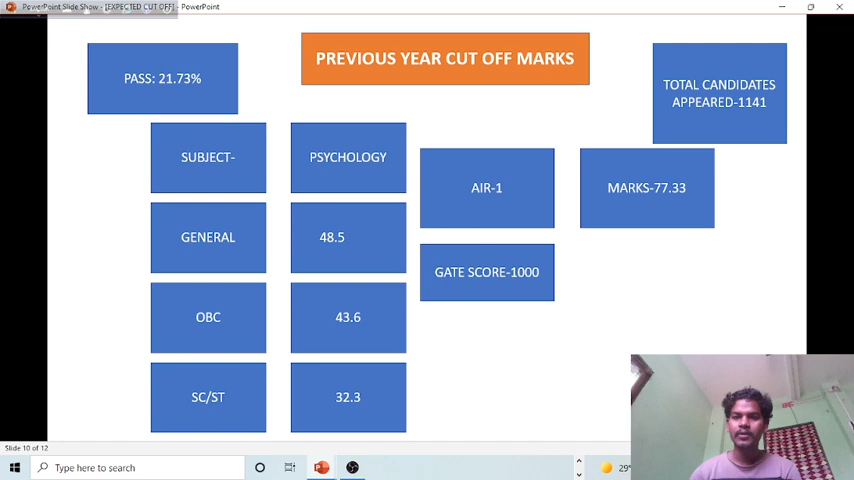 PowerPoint Slide Show - [EXPECTED CUT OFF] - PowerPoint
PREVIOUS YEAR CUT OFF MARKS
PASS: 21.73%
TOTAL CANDIDATES
APPEARED-1141
SUBJECT-
PSYCHOLOGY
AIR-1
MARKS-77.33
GENERAL
48.5
GATE SCORE-1000
OBC
43.6
SC/ST
32.3
Slide 10 of 12
Type here to search
29°